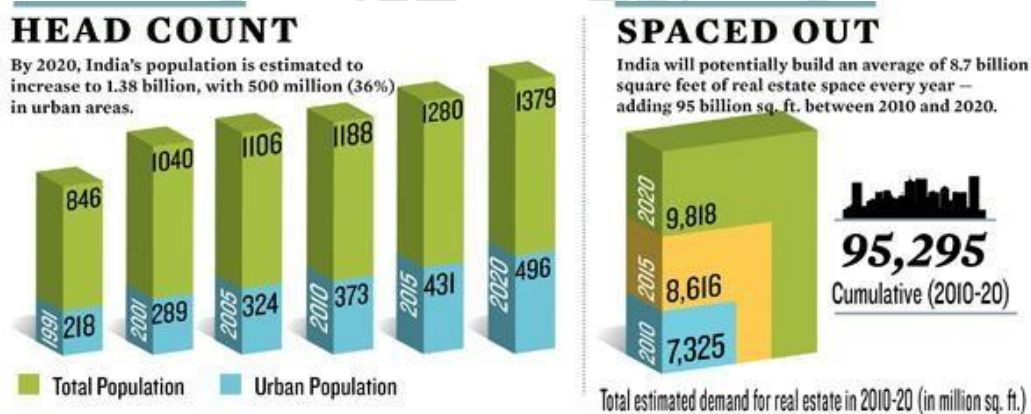 HEAD COUNT
By 2020, India's population is estimated to
increase to 1.38 billion, with 500 million (36%)
in urban areas.
846
1040
1106
1188
1280
1379
1991
218
2001
289
2005
324
2010
373
2015
431
2020
496
Total Population
Urban Population
SPACED OUT
India will potentially build an average of 8.7 billion
square feet of real estate space every year —
adding 95 billion sq. ft. between 2010 and 2020.
2020
9,818
2015
8,616
2010
7,325
95,295
Cumulative (2010-20)
Total estimated demand for real estate in 2010-20 (in million sq. ft.)